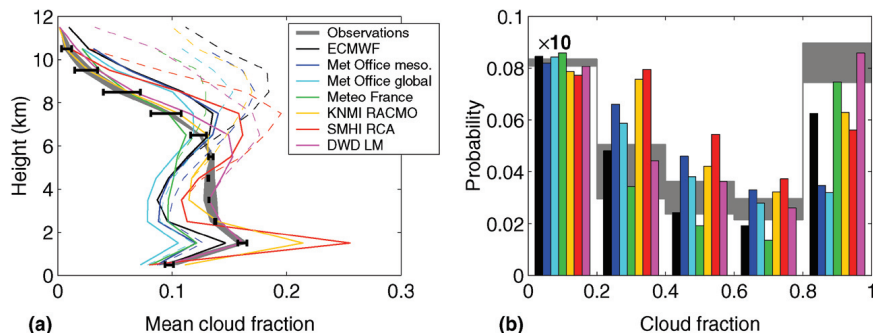 12
10
8
6
4
2
0
Height (km)
0
0.1
0.2
0.3
Mean cloud fraction
(a)
Observations
ECMWF
Met Office meso.
Met Office global
Meteo France
KNMI RACMO
SMHI RCA
DWD LM
0.1
0.08
0.06
0.04
0.02
0
Probability
×10
0
0.2
0.4
0.6
0.8
1
Cloud fraction
(b)